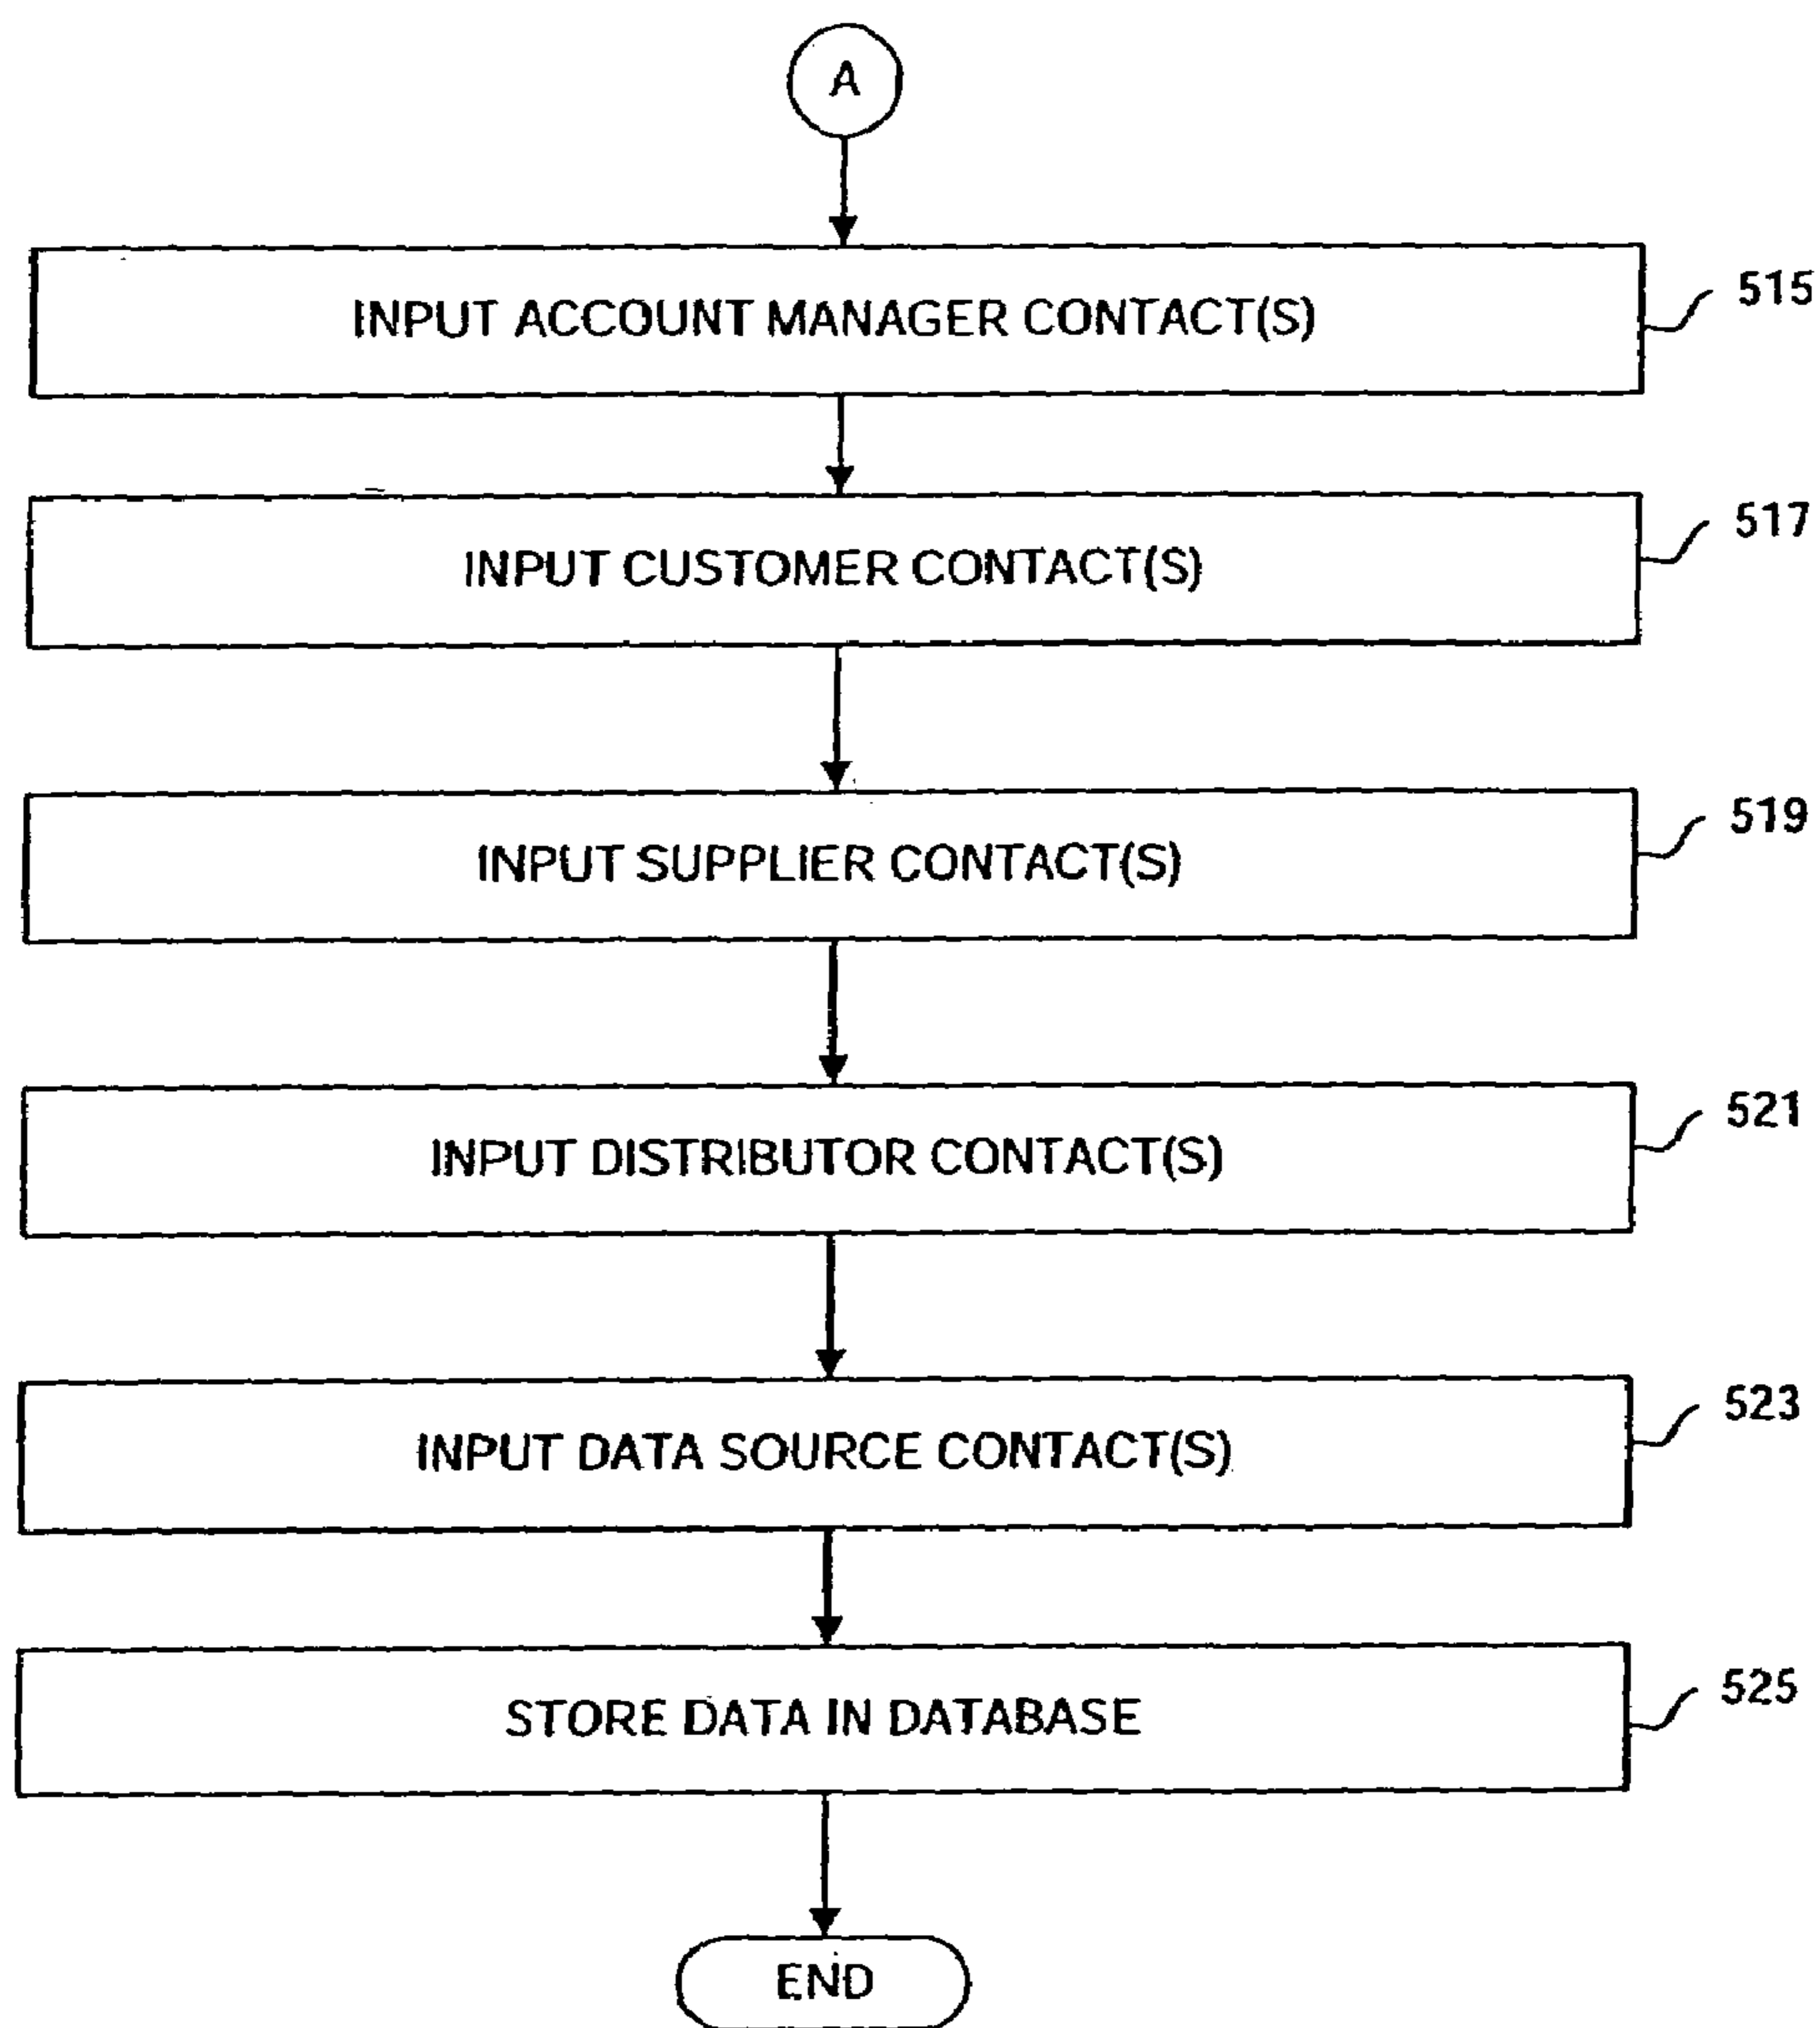 A
INPUT ACCOUNT MANAGER CONTACT(S)
515
INPUT CUSTOMER CONTACT(S)
517
INPUT SUPPLIER CONTACT(S)
519
INPUT DISTRIBUTOR CONTACT(S)
521
INPUT DATA SOURCE CONTACT(S)
523
STORE DATA IN DATABASE
525
END